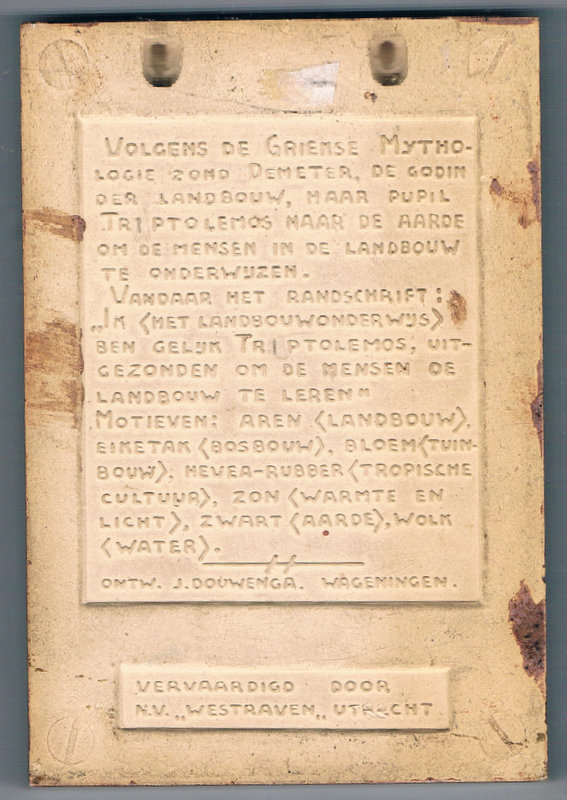 VOLGENS DE GRIEKSE MYTHO-
LOGIE ZOND DEMETER, DE GODIN
DER LANDBOUW, HAAR PUPIL
TRIPTOLEMOS NAAR DE AARDE
OM DE MENSEN IN DE LANDBOUW
TE ONDERWIJZEN.
VANDAAR HET RANDSCHRIFT:
„IK <HET LANDBOUWONDERWIJS>
BEN GELIJK TRIPTOLEMOS, UIT-
GEZONDEN OM DE MENSEN DE
LANDBOUW TE LEREN"
MOTIEVEN: AREN <LANDBOUW>,
EIKETAK <BOSBOUW>, BLOEM<TUIN-
BOUW>, HEVEA-RUBBER <TROPISCHE
CULTUUR>, ZON <WARMTE EN
LICHT>, ZWART <AARDE>, WOLK
<WATER>.
ONTW. J. DOUWENGA. WAGENINGEN.
VERVAARDIGD DOOR
N.V. „WESTRAVEN„ UTRECHT